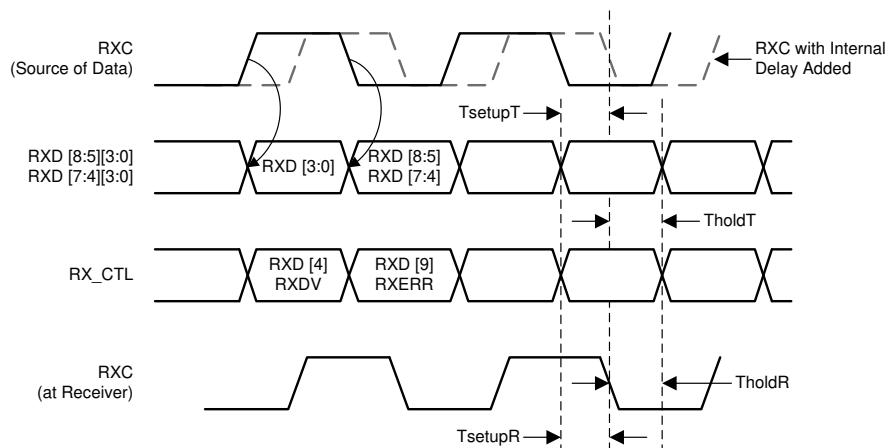 RXC
(Source of Data)
RXC with Internal
Delay Added
TsetupT
RXD [8:5][3:0]
RXD [7:4][3:0]
RXD [3:0]
RXD [8:5]
RXD [7:4]
TholdT
RX_CTL
RXD [4]
RXDV
RXD [9]
RXERR
RXC
(at Receiver)
TholdR
TsetupR